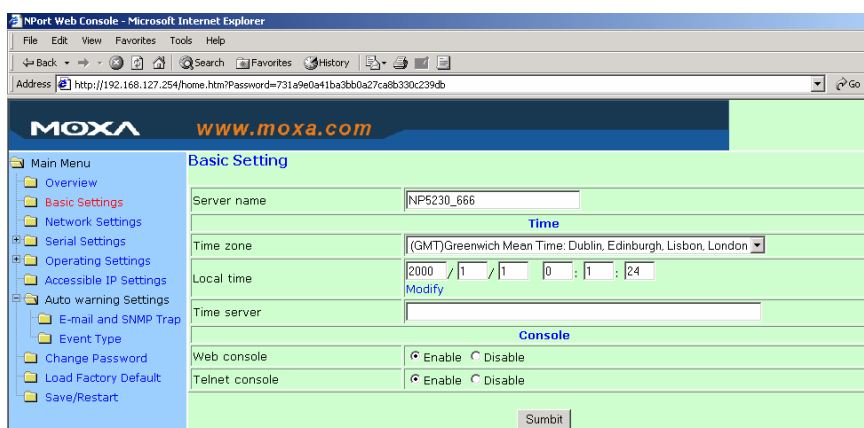 NPort Web Console - Microsoft Internet Explorer
File Edit View Favorites Tools Help
Back Search Favorites History
Address http://192.168.127.254/home.htm?Password=731a9e0a41ba3bb0a27ca8b330c239db Go
MOXA www.moxa.com
Main Menu
Overview
Basic Settings
Network Settings
Serial Settings
Operating Settings
Accessible IP Settings
Auto warning Settings
E-mail and SNMP Trap
Event Type
Change Password
Load Factory Default
Save/Restart
Basic Setting
Server name NP5230_666
Time
Time zone (GMT)Greenwich Mean Time: Dublin, Edinburgh, Lisbon, London
Local time 2000 / 1 / 1 0 : 1 : 24
Modify
Time server
Console
Web console Enable Disable
Telnet console Enable Disable
Sumbit